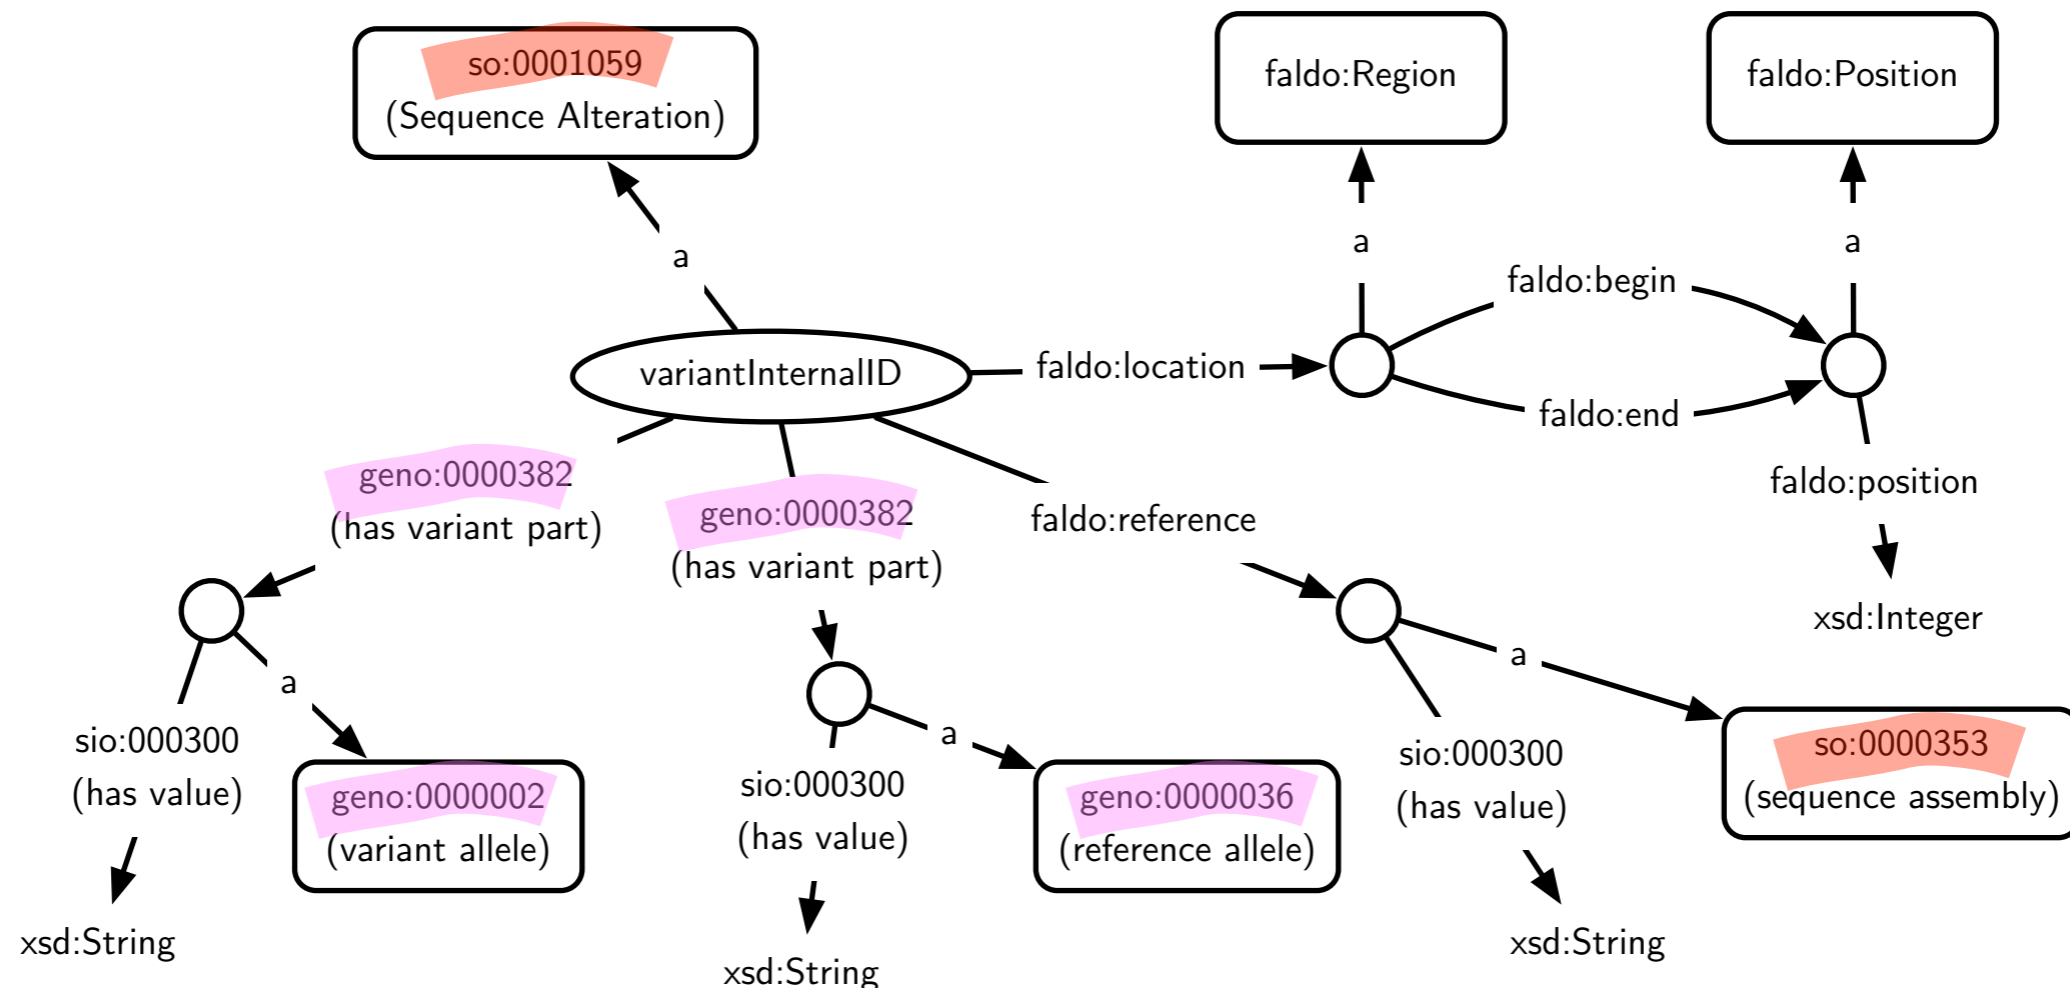 so:0001059
(Sequence Alteration)
faldo:Region
faldo:Position
a
a
a
faldo:begin
variantInternalID
faldo:location
faldo:end
geno:0000382
(has variant part)
geno:0000382
(has variant part)
faldo:reference
faldo:position
xsd:Integer
a
a
a
sio:000300
(has value)
geno:0000002
(variant allele)
sio:000300
(has value)
geno:0000036
(reference allele)
sio:000300
(has value)
so:0000353
(sequence assembly)
xsd:String
xsd:String
xsd:String